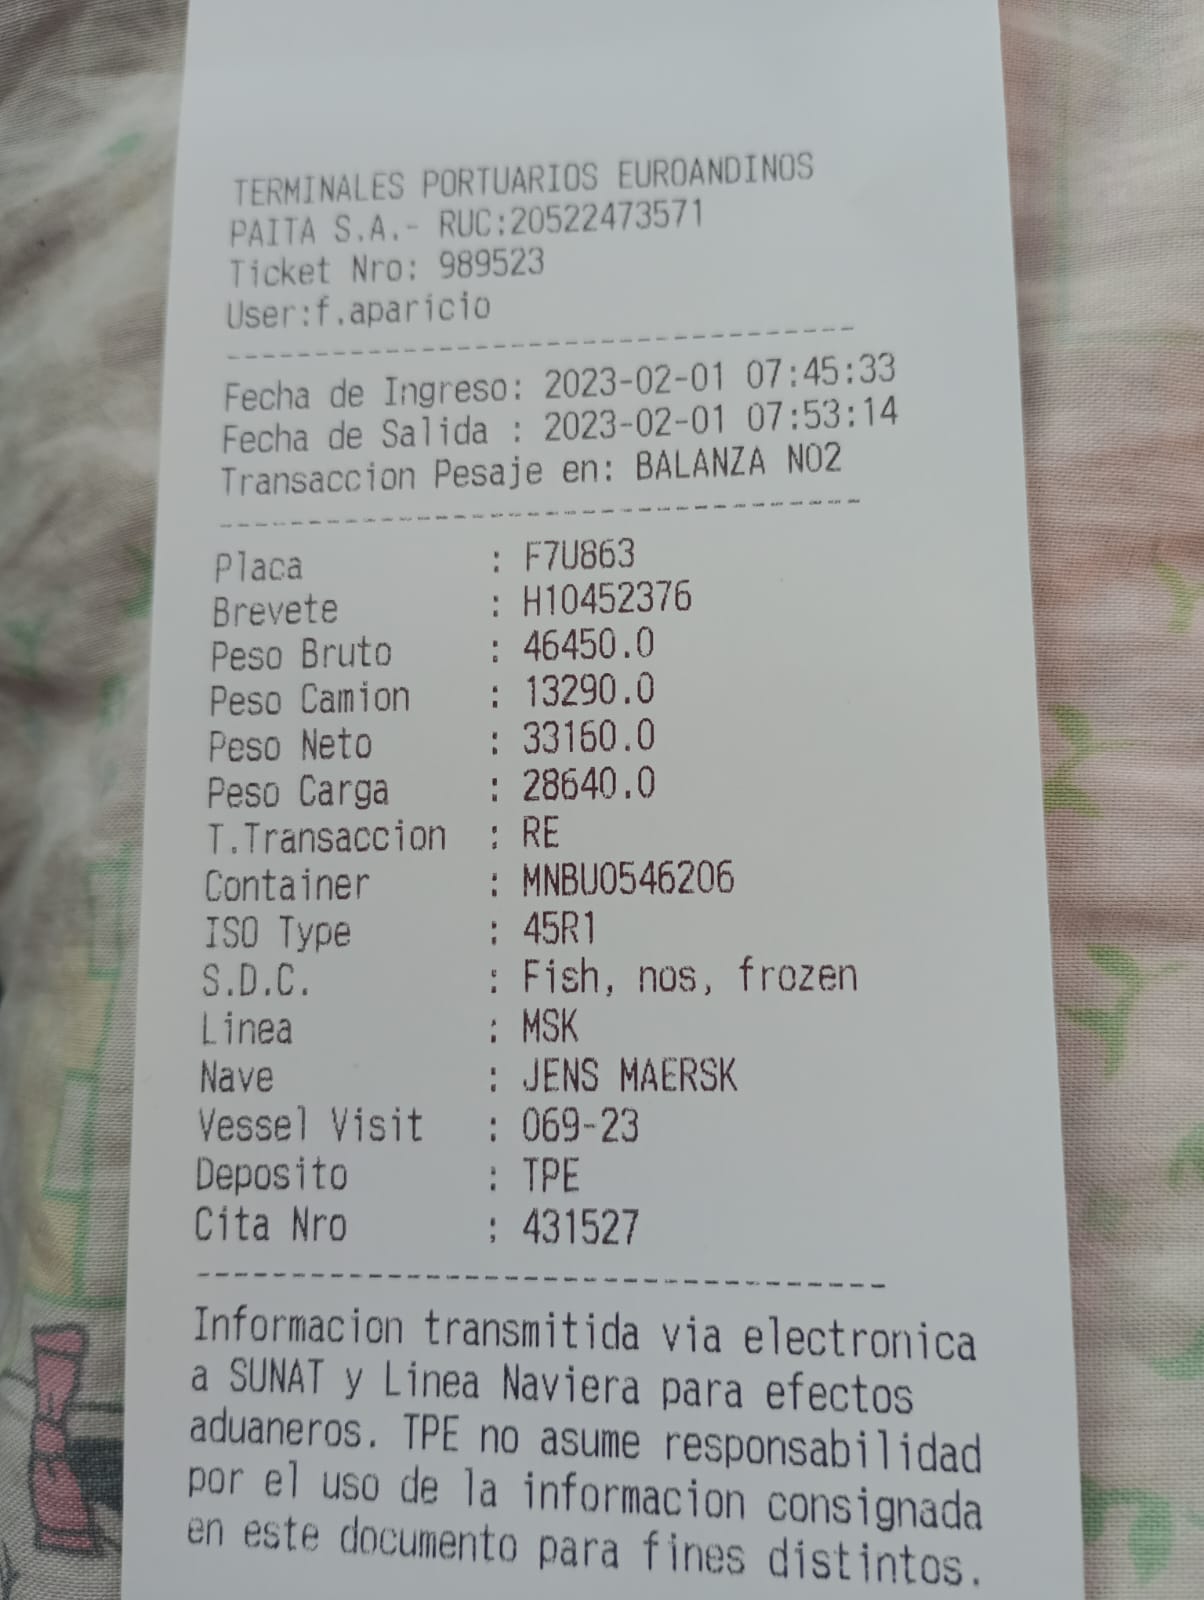 TERMINALES PORTUARIOS EUROANDINOS
PAITA S.A.- RUC:20522473571
Ticket Nro: 989523
User:f.aparicio
Fecha de Ingreso: 2023-02-01 07:45:33
Fecha de Salida : 2023-02-01 07:53:14
Transaccion Pesaje en: BALANZA NO2
Placa : F7U863
Brevete : H10452376
Peso Bruto : 46450.0
Peso Camion : 13290.0
Peso Neto : 33160.0
Peso Carga : 28640.0
T.Transaccion : RE
Container : MNBU0546206
ISO Type : 45R1
S.D.C. : Fish, nos, frozen
Linea : MSK
Nave : JENS MAERSK
Vessel Visit : 069-23
Deposito : TPE
Cita Nro : 431527
Informacion transmitida via electronica
a SUNAT y Linea Naviera para efectos
aduaneros. TPE no asume responsabilidad
por el uso de la informacion consignada
en este documento para fines distintos.